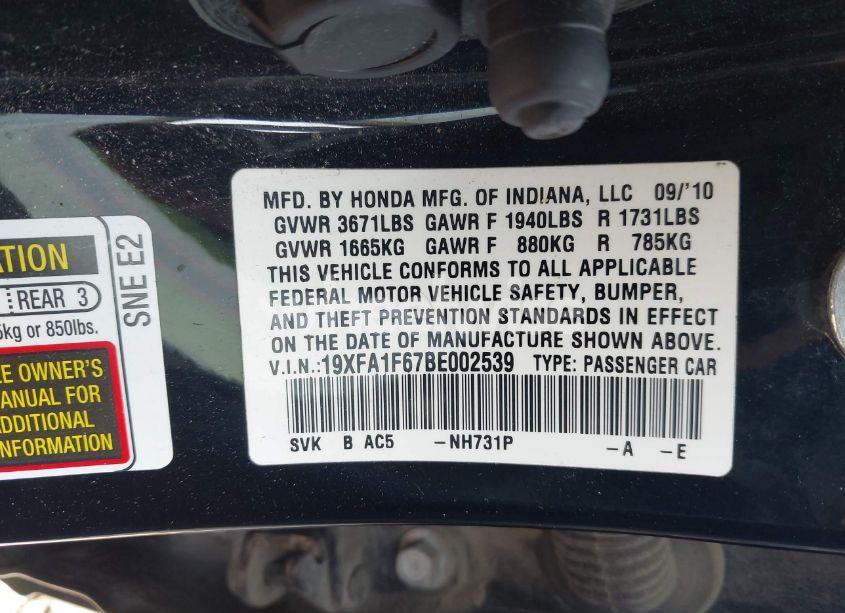 ATION
REAR 3
kg or 850lbs.
SNE E2
OWNER'S
MANUAL FOR
ADDITIONAL
INFORMATION
MFD. BY HONDA MFG. OF INDIANA, LLC 09/'10
GVWR 3671LBS GAWR F 1940LBS R 1731LBS
GVWR 1665KG GAWR F 880KG R 785KG
THIS VEHICLE CONFORMS TO ALL APPLICABLE
FEDERAL MOTOR VEHICLE SAFETY, BUMPER,
AND THEFT PREVENTION STANDARDS IN EFFECT
ON THE DATE OF MANUFACTURE SHOWN ABOVE.
V.I.N.:19XFA1F67BE002539 TYPE: PASSENGER CAR
SVK B AC5 -NH731P -A -E